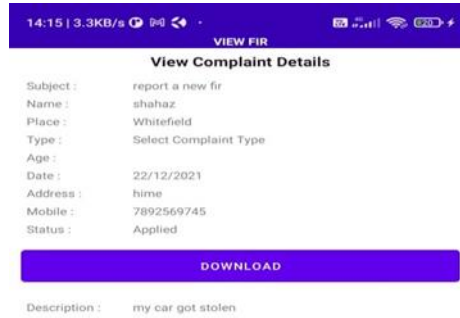 14:15 | 3.3KB/s
VIEW FIR
View Complaint Details
Subject : report a new fir
Name : shahaz
Place : Whitefield
Type : Select Complaint Type
Age :
Date : 22/12/2021
Address : hime
Mobile : 7892569745
Status : Applied
DOWNLOAD
Description : my car got stolen